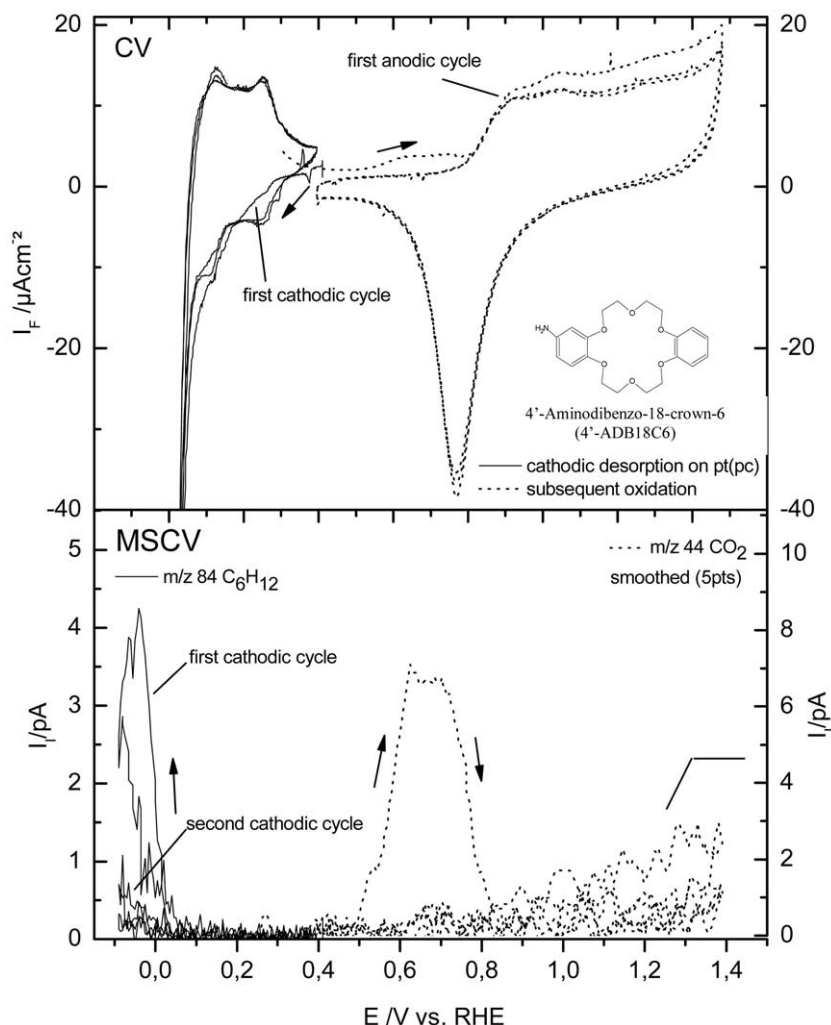 20
CV
20
first anodic cycle
10
10
0
0
first cathodic cycle
I_F /µAcm⁻²
H₂N
O
O
O
O
O
O
-20
-20
4’-Aminodibenzo-18-crown-6
(4’-ADB18C6)
cathodic desorption on pt(pc)
subsequent oxidation
-40
-40
MSCV
m/z 44 CO₂
5
10
m/z 84 C₆H₁₂
smoothed (5pts)
4
8
first cathodic cycle
3
6
Iᵢ/pA
Iᵢ/pA
2
4
second cathodic cycle
1
2
0
0
0,0 0,2 0,4 0,6 0,8 1,0 1,2 1,4
E /V vs. RHE